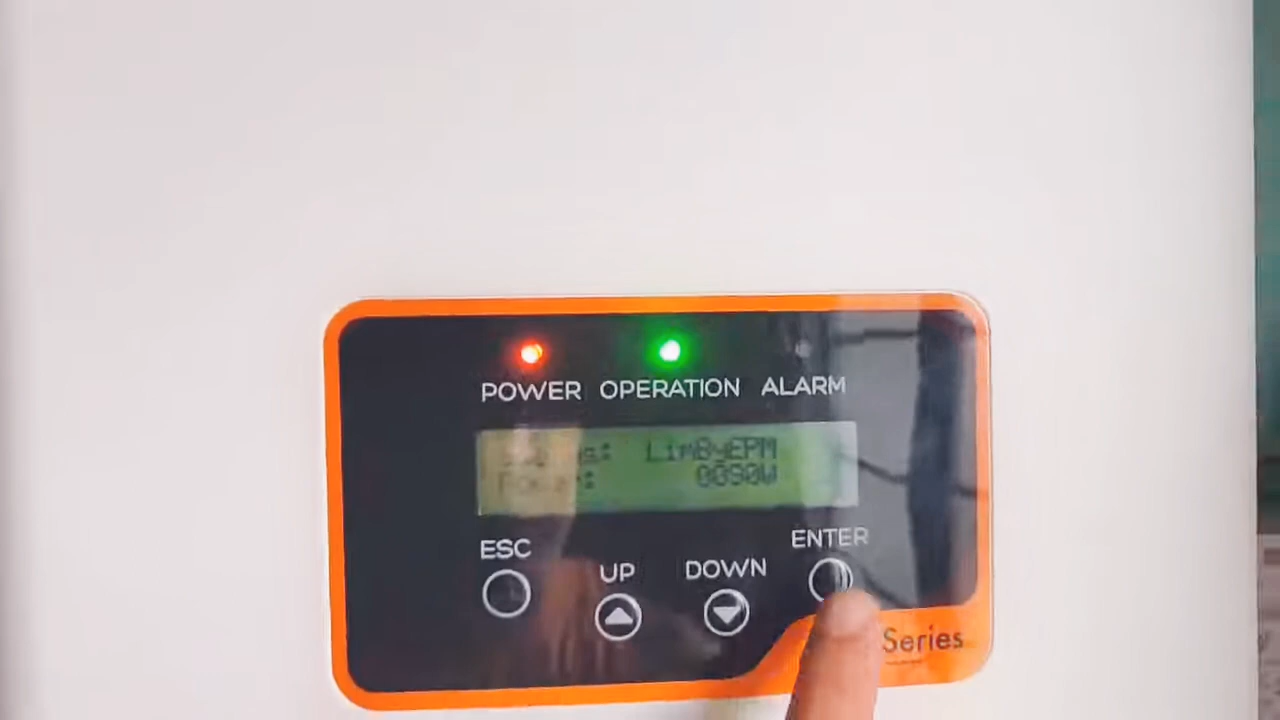 POWER OPERATION ALARM
LimByEPM
Power: 0090W
ESC
UP
DOWN
ENTER
Series